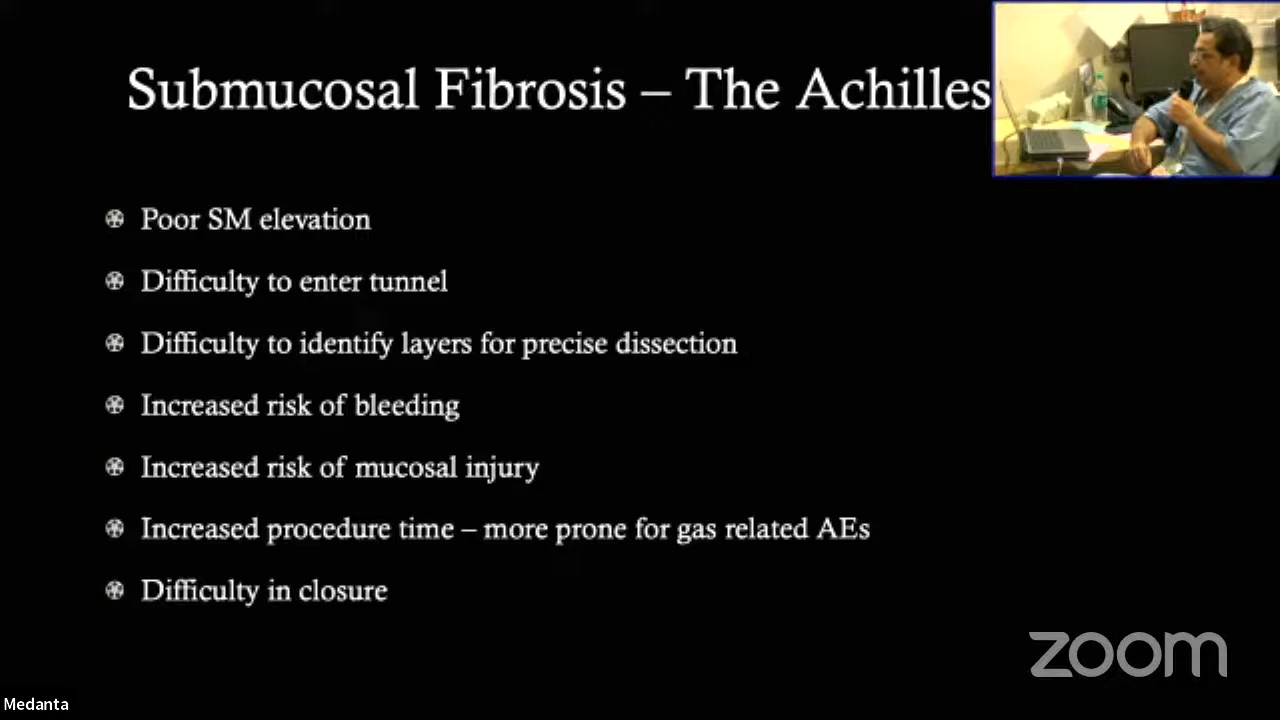 Submucosal Fibrosis – The Achilles
Poor SM elevation
Difficulty to enter tunnel
Difficulty to identify layers for precise dissection
Increased risk of bleeding
Increased risk of mucosal injury
Increased procedure time – more prone for gas related AEs
Difficulty in closure
zoom
Medanta